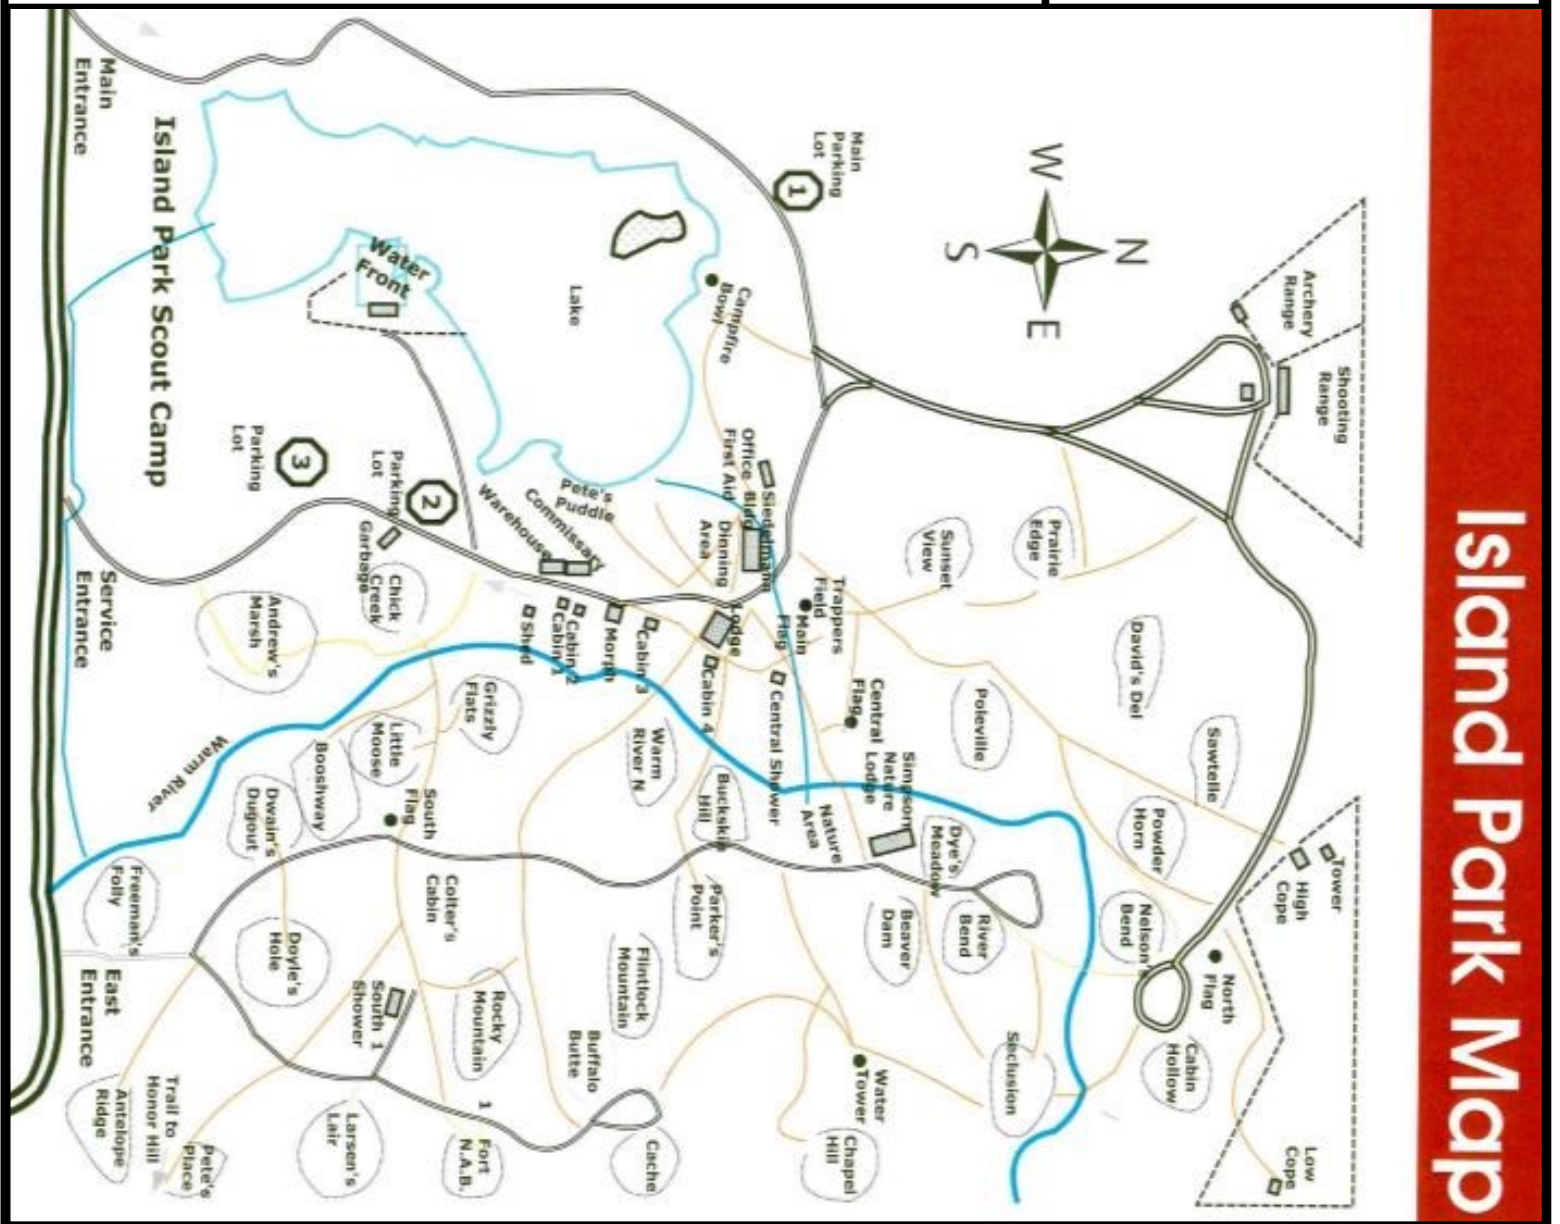 Island Park Map
Archery
Range
Shooting
Range
W
N
S
E
Main
Parking
Lot
1
Main
Entrance
Island Park Scout Camp
Water
Front
Lake
Campfire
Bowl
Parking
Lot
3
Parking
Lot
2
Office Bldg
First Aid
Siedelmann
Dinning
Area
Pete's
Puddle
Commissary
Warehouse
Garbage
Chick
Creek
Andrew's
Marsh
Service
Entrance
Sunset
View
Prairie
Edge
Trappers
Field
Main
Flag
Lodge
Cabin 4
Cabin 3
Morph
Cabin 2
Cabin 1
Shed
David's Del
Sawtelle
Poleville
Central
Flag
Central Shower
Simpson
Nature
Lodge
Nature
Area
Buckskin
Hill
Warm
River N
Grizzly
Flats
Little
Moose
Booshway
Dwain's
Dugout
Warm River
South
Flag
Powder
Horn
Dye's
Meadow
Tower
High
Cope
Nelson's
Bend
River
Bend
Beaver
Dam
Parker's
Point
Colter's
Cabin
Freeman's
Folly
Doyle's
Hole
Flintlock
Mountain
Rocky
Mountain
South 1
Shower
East
Entrance
North
Flag
Cabin
Hollow
Seclusion
Water
Tower
Buffalo
Butte
1
Trail to
Honor Hill
Antelope
Ridge
Pete's
Place
Larsen's
Lair
Fort
N.A.B.
Cache
Chapel
Hill
Low
Cope